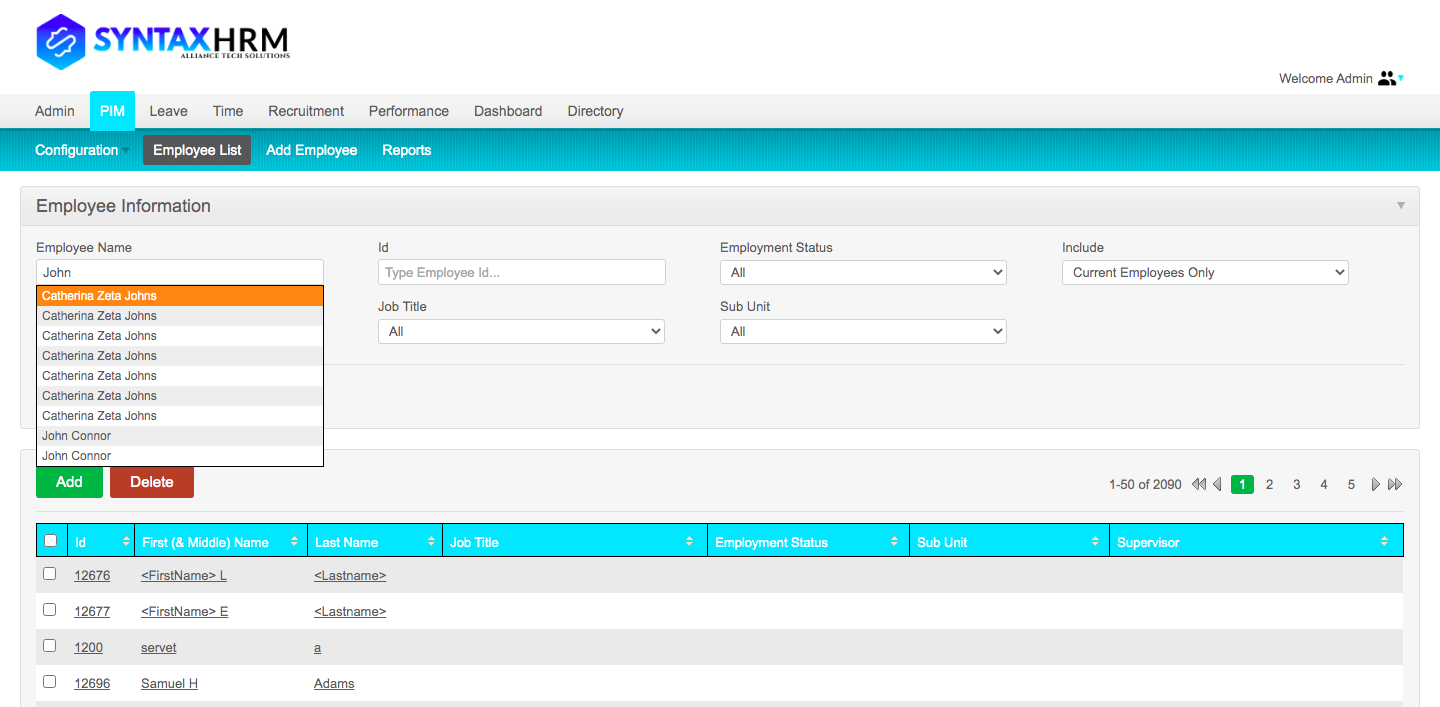 SYNTAXHRM
ALLIANCE TECH SOLUTIONS
Welcome Admin
Admin PIM Leave Time Recruitment Performance Dashboard Directory
Configuration Employee List Add Employee Reports
Employee Information
Employee Name Id Employment Status Include
John Type Employee Id... All Current Employees Only
Catherina Zeta Johns
Catherina Zeta Johns Job Title Sub Unit
Catherina Zeta Johns All All
Catherina Zeta Johns
Catherina Zeta Johns
Catherina Zeta Johns
Catherina Zeta Johns
John Connor
John Connor
Add Delete 1-50 of 2090 1 2 3 4 5
Id First (& Middle) Name Last Name Job Title Employment Status Sub Unit Supervisor
12676 <FirstName> L <Lastname>
12677 <FirstName> E <Lastname>
1200 servet a
12696 Samuel H Adams